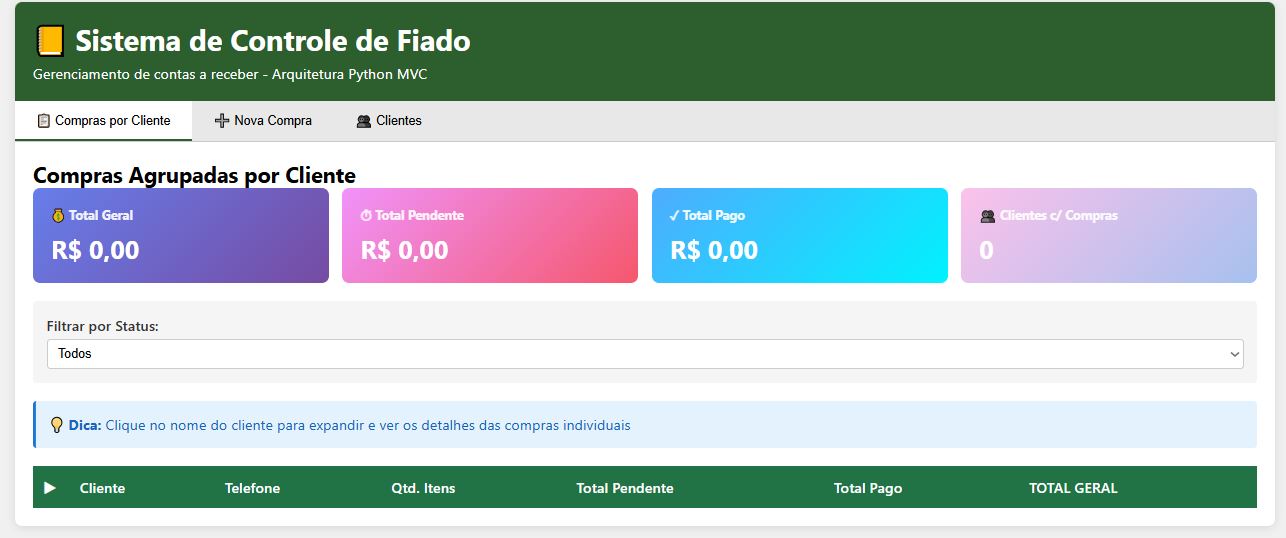 Sistema de Controle de Fiado
Gerenciamento de contas a receber - Arquitetura Python MVC
Compras por Cliente
Nova Compra
Clientes
Compras Agrupadas por Cliente
Total Geral
R$ 0,00
Total Pendente
R$ 0,00
Total Pago
R$ 0,00
Clientes c/ Compras
0
Filtrar por Status:
Todos
Dica: Clique no nome do cliente para expandir e ver os detalhes das compras individuais
Cliente Telefone Qtd. Itens Total Pendente Total Pago TOTAL GERAL